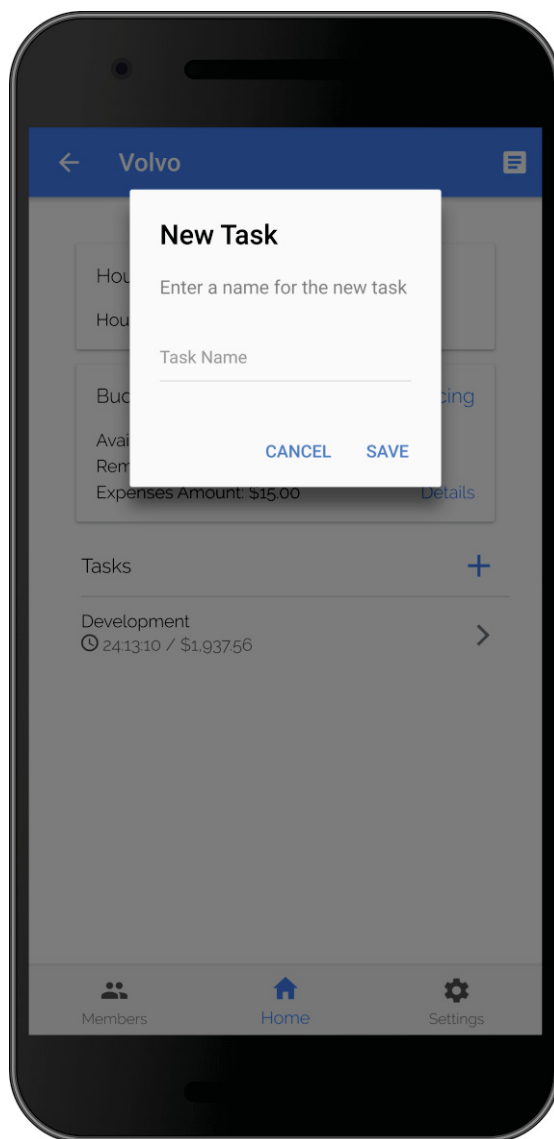 Volvo
New Task
Enter a name for the new task
Task Name
CANCEL SAVE
Expenses Amount: $15.00 Details
Tasks
Development
24:13:10 / $1,937.56
Members Home Settings